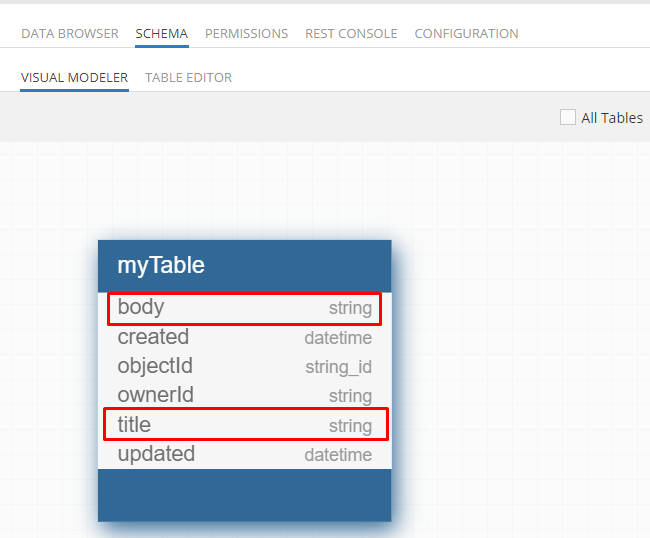 DATA BROWSER SCHEMA PERMISSIONS REST CONSOLE CONFIGURATION
VISUAL MODELER TABLE EDITOR
All Tables
myTable
body string
created datetime
objectId string_id
ownerId string
title string
updated datetime